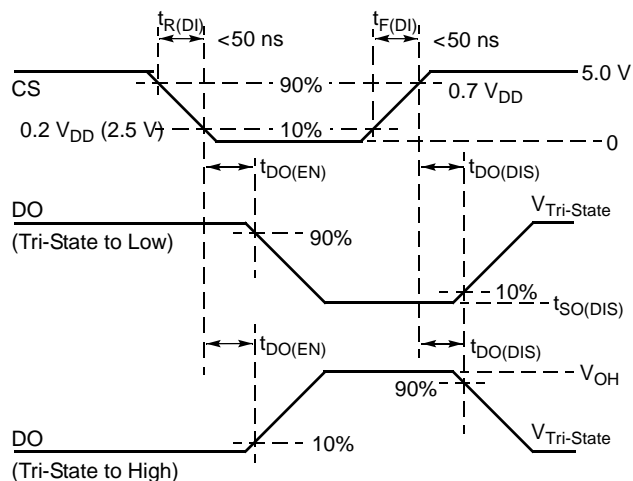 tR(DI) <50 ns tF(DI) <50 ns
5.0 V
CS 90% 0.7 VDD
0.2 VDD (2.5 V) 10% 0
tDO(EN) tDO(DIS)
DO VTri-State
(Tri-State to Low) 90%
10%
tSO(DIS)
tDO(EN) tDO(DIS)
VOH
90%
DO 10% VTri-State
(Tri-State to High)